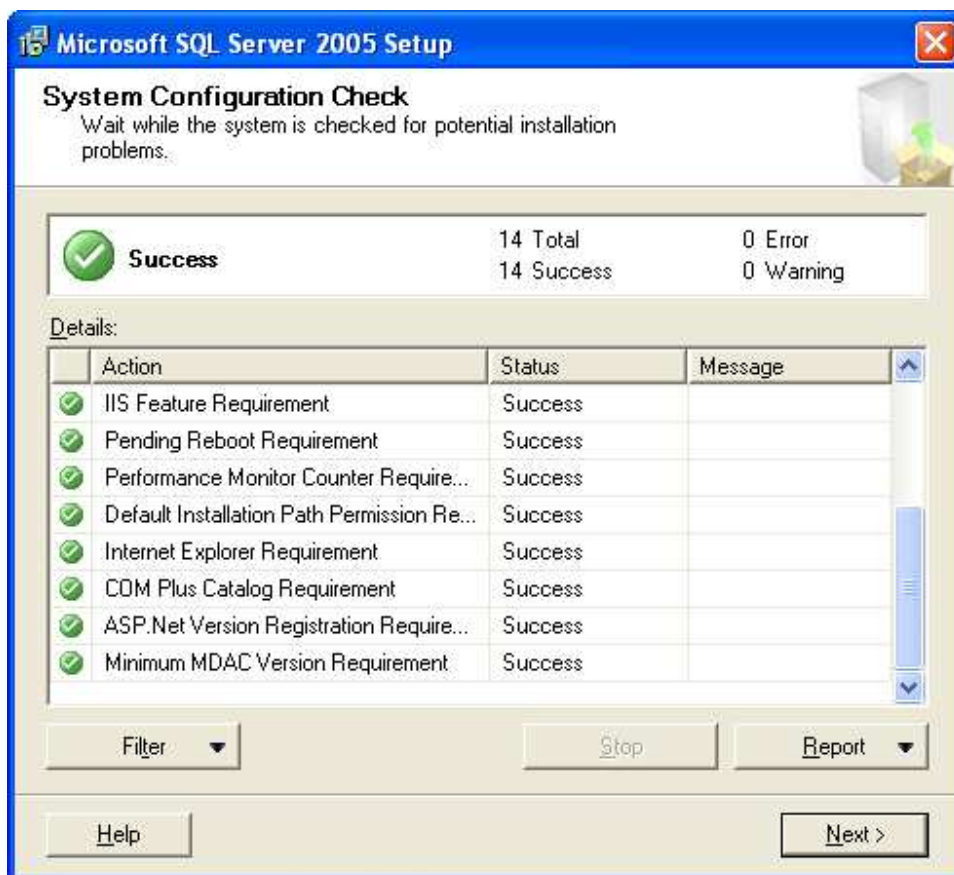 Microsoft SQL Server 2005 Setup
System Configuration Check
Wait while the system is checked for potential installation
problems.
Success
14 Total
0 Error
14 Success
0 Warning
Details:
Action Status Message
IIS Feature Requirement Success
Pending Reboot Requirement Success
Performance Monitor Counter Require... Success
Default Installation Path Permission Re... Success
Internet Explorer Requirement Success
COM Plus Catalog Requirement Success
ASP.Net Version Registration Require... Success
Minimum MDAC Version Requirement Success
Filter Stop Report
Help Next >